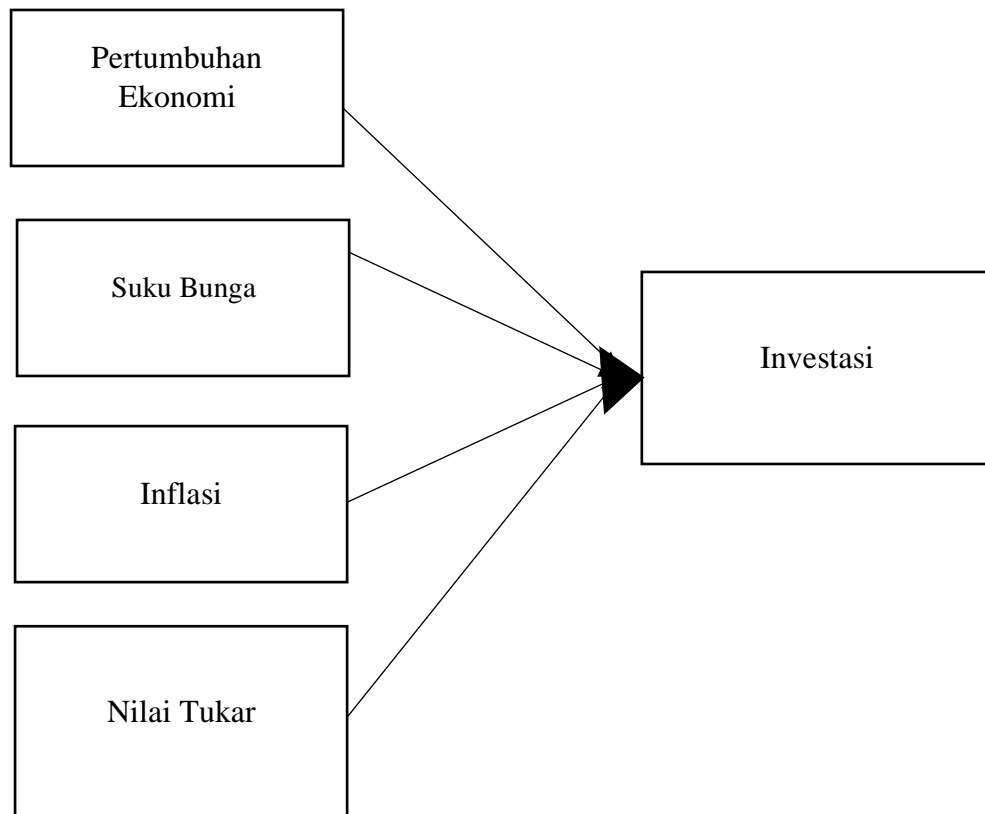 Pertumbuhan
Ekonomi
Suku Bunga
Investasi
Inflasi
Nilai Tukar